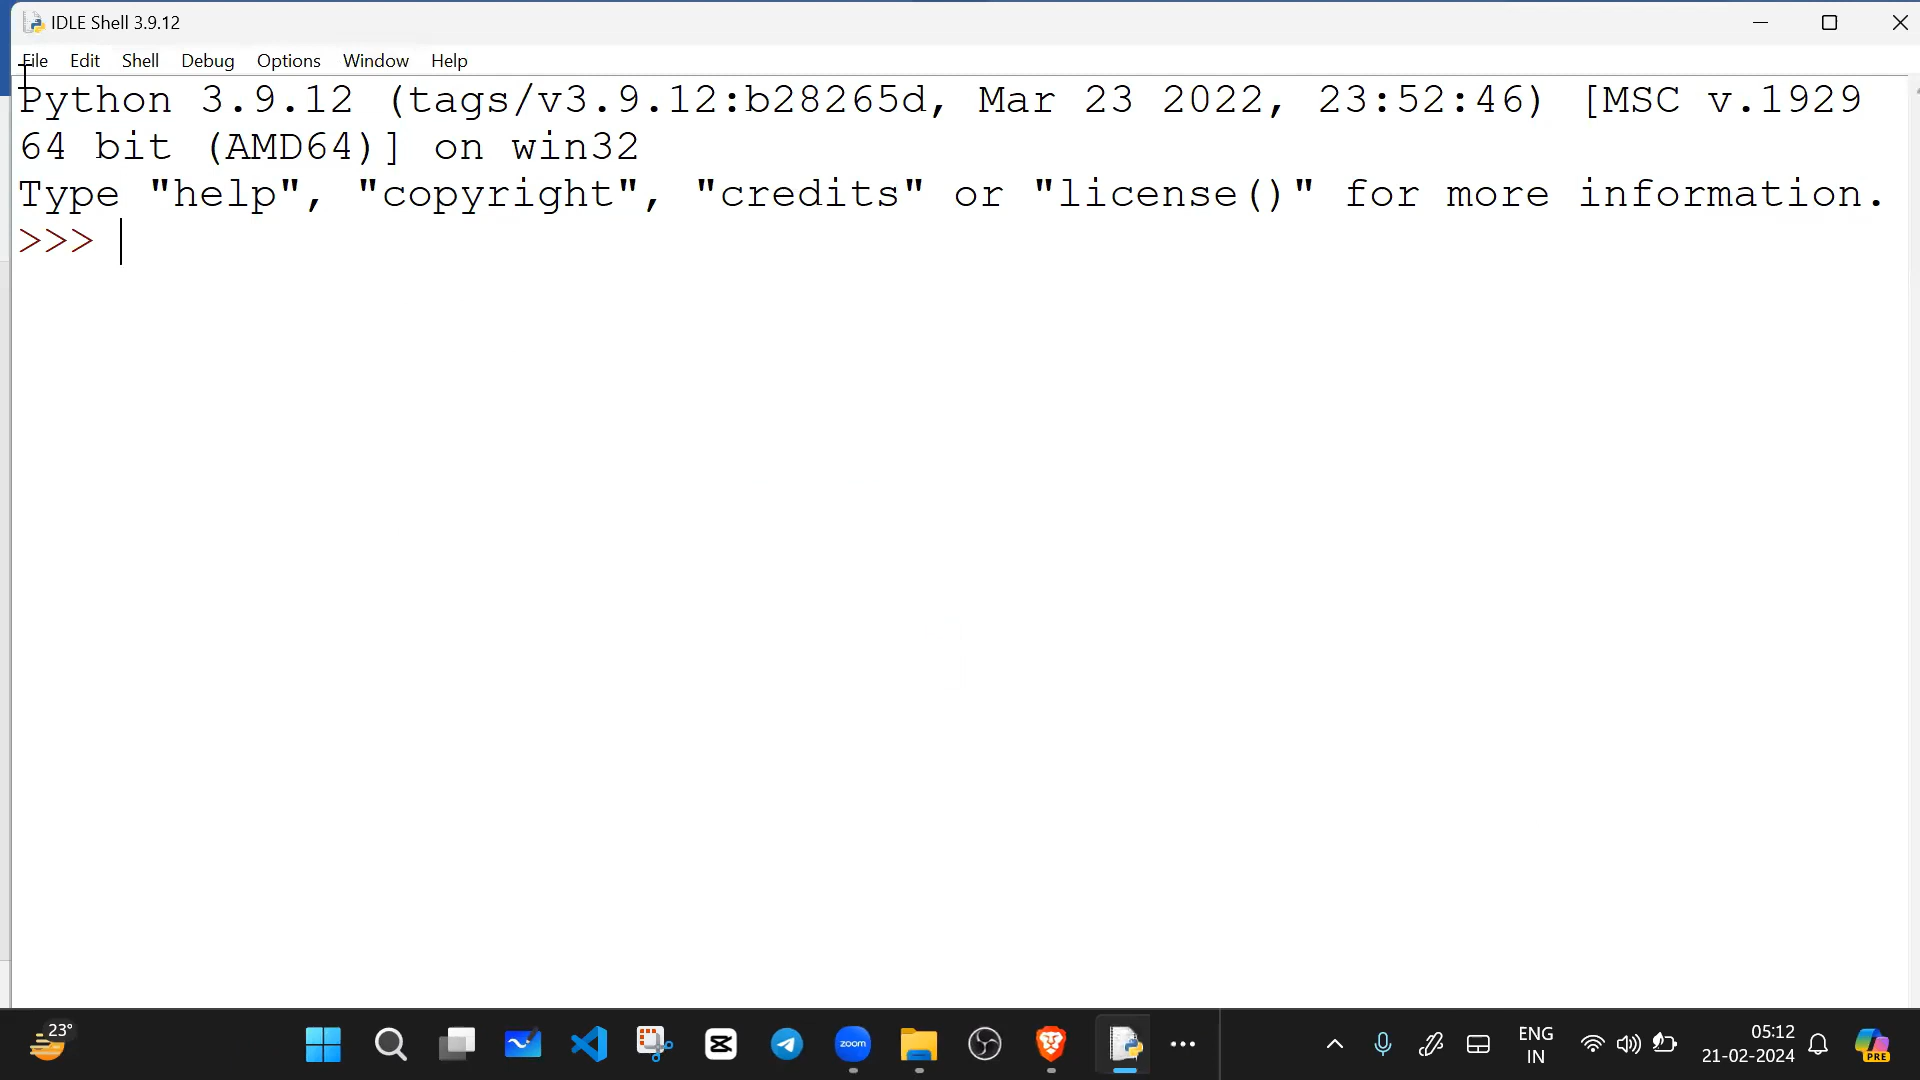 IDLE Shell 3.9.12
File Edit Shell Debug Options Window Help
Python 3.9.12 (tags/v3.9.12:b28265d, Mar 23 2022, 23:52:46) [MSC v.1929
64 bit (AMD64)] on win32
Type "help", "copyright", "credits" or "license()" for more information.
>>>
23°
zoom
ENG
IN
05:12
21-02-2024
PRE